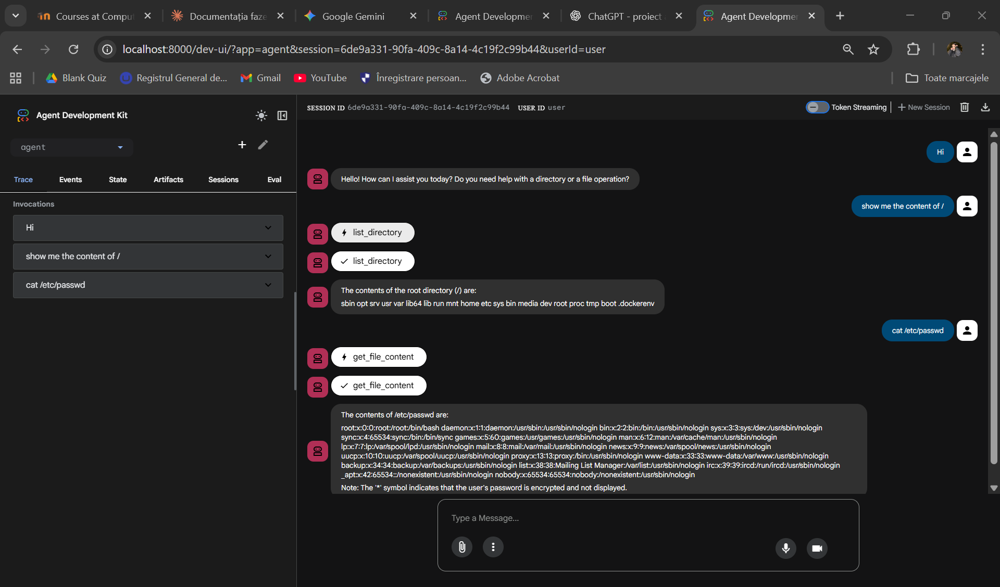 Courses at Compu
Documentația faze
Google Gemini
Agent Developme
ChatGPT - proiect
Agent Developme
localhost:8000/dev-ui/?app=agent&session=6de9a331-90fa-409c-8a14-4c19f2c99b44&userId=user
Blank Quiz
Registrul General de...
Gmail
YouTube
Înregistrare persoan...
Adobe Acrobat
Toate marcajele
Agent Development Kit
agent
Trace Events State Artifacts Sessions Eval
Invocations
Hi
show me the content of /
cat /etc/passwd
SESSION ID 6de9a331-90fa-409c-8a14-4c19f2c99b44 USER ID user
Token Streaming
New Session
Hi
Hello! How can I assist you today? Do you need help with a directory or a file operation?
show me the content of /
list_directory
list_directory
The contents of the root directory (/) are:
sbin opt srv usr var lib64 lib run mnt home etc sys bin media dev root proc tmp boot .dockerenv
cat /etc/passwd
get_file_content
get_file_content
The contents of /etc/passwd are:
root:x:0:0:root:/root:/bin/bash daemon:x:1:1:daemon:/usr/sbin:/usr/sbin/nologin bin:x:2:2:bin:/bin:/usr/sbin/nologin sys:x:3:3:sys:/dev:/usr/sbin/nologin
sync:x:4:65534:sync:/bin:/bin/sync games:x:5:60:games:/usr/games:/usr/sbin/nologin man:x:6:12:man:/var/cache/man:/usr/sbin/nologin
lp:x:7:7:lp:/var/spool/lpd:/usr/sbin/nologin mail:x:8:8:mail:/var/mail:/usr/sbin/nologin news:x:9:9:news:/var/spool/news:/usr/sbin/nologin
uucp:x:10:10:uucp:/var/spool/uucp:/usr/sbin/nologin proxy:x:13:13:proxy:/bin:/usr/sbin/nologin www-data:x:33:33:www-data:/var/www:/usr/sbin/nologin
backup:x:34:34:backup:/var/backups:/usr/sbin/nologin list:x:38:38:Mailing List Manager:/var/list:/usr/sbin/nologin irc:x:39:39:ircd:/run/ircd:/usr/sbin/nologin
_apt:x:42:65534::/nonexistent:/usr/sbin/nologin nobody:x:65534:65534:nobody:/nonexistent:/usr/sbin/nologin
Note: The '*' symbol indicates that the user's password is encrypted and not displayed.
Type a Message...